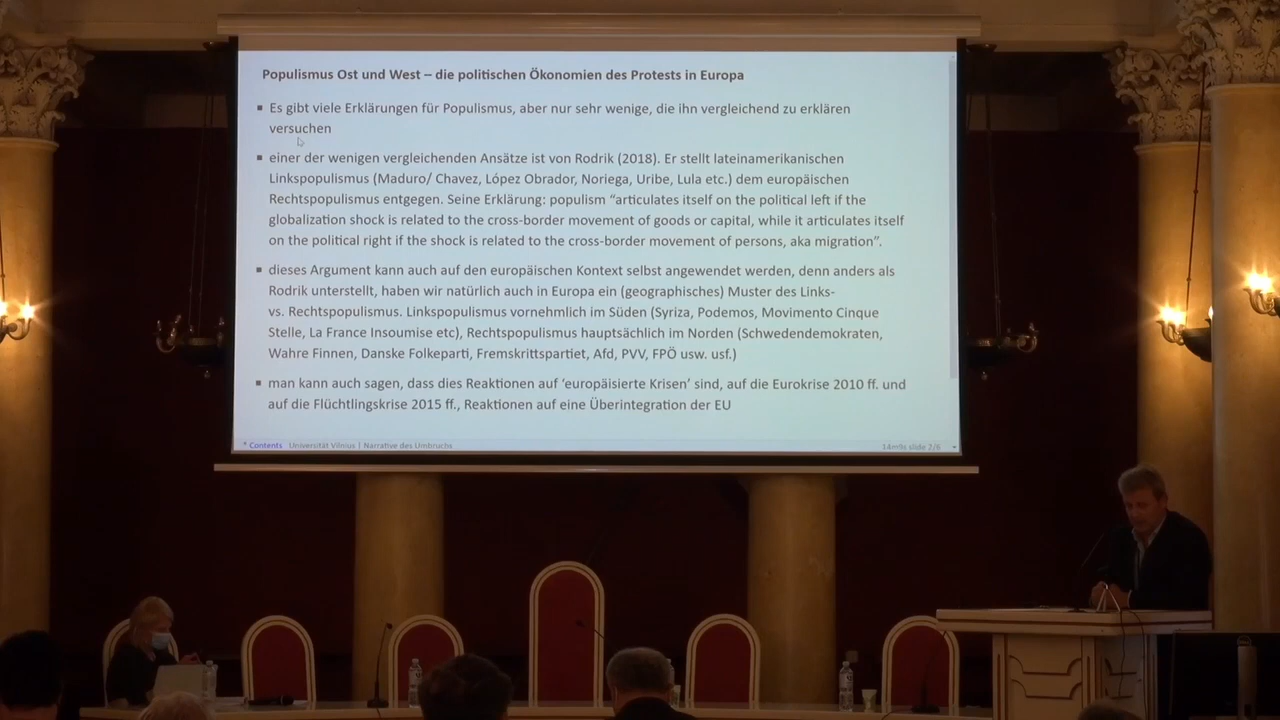 Populismus Ost und West – die politischen Ökonomien des Protests in Europa
▪ Es gibt viele Erklärungen für Populismus, aber nur sehr wenige, die ihn vergleichend zu erklären
versuchen
▪ einer der wenigen vergleichenden Ansätze ist von Rodrik (2018). Er stellt lateinamerikanischen
Linkspopulismus (Maduro/ Chavez, López Obrador, Noriega, Uribe, Lula etc.) dem europäischen
Rechtspopulismus entgegen. Seine Erklärung: populism “articulates itself on the political left if the
globalization shock is related to the cross-border movement of goods or capital, while it articulates itself
on the political right if the shock is related to the cross-border movement of persons, aka migration”.
▪ dieses Argument kann auch auf den europäischen Kontext selbst angewendet werden, denn anders als
Rodrik unterstellt, haben wir natürlich auch in Europa ein (geographisches) Muster des Links-
vs. Rechtspopulismus. Linkspopulismus vornehmlich im Süden (Syriza, Podemos, Movimento Cinque
Stelle, La France Insoumise etc), Rechtspopulismus hauptsächlich im Norden (Schwedendemokraten,
Wahre Finnen, Danske Folkeparti, Fremskrittspartiet, Afd, PVV, FPÖ usw. usf.)
▪ man kann auch sagen, dass dies Reaktionen auf ‘europäisierte Krisen’ sind, auf die Eurokrise 2010 ff. und
auf die Flüchtlingskrise 2015 ff., Reaktionen auf eine Überintegration der EU
* Contents Universität Vilnius | Narrative des Umbruchs
slide 2/6